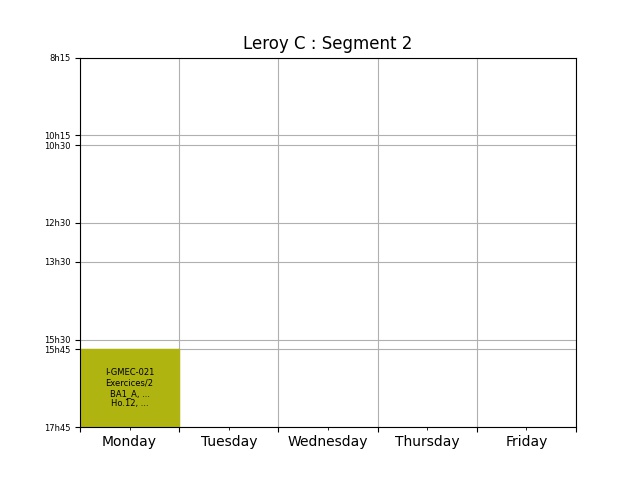 Leroy C : Segment 2
8h15
10h15
10h30
12h30
13h30
15h30
15h45
17h45
I-GMEC-021
Exercices/2
BA1_A, ...
Ho.12, ...
Monday
Tuesday
Wednesday
Thursday
Friday